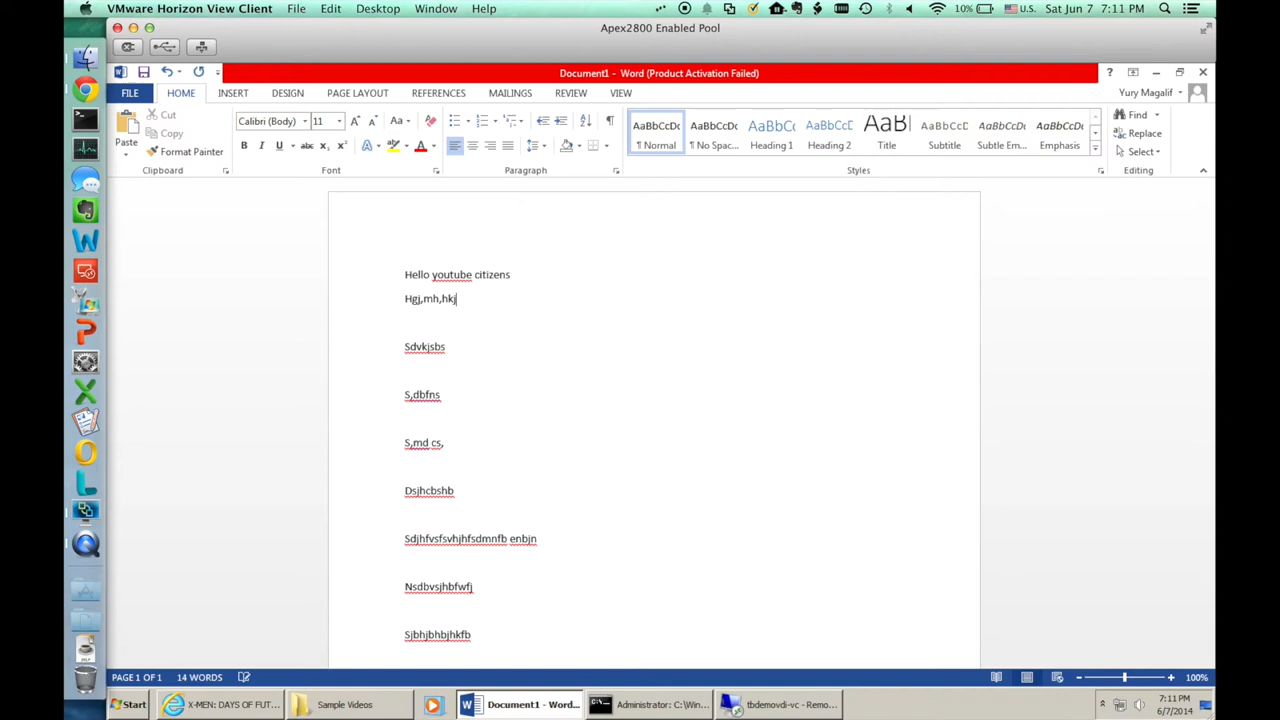 VMware Horizon View Client File Edit Desktop Window Help 10% U.S. Sat Jun 7 7:11 PM
Apex2800 Enabled Pool
Document1 - Word (Product Activation Failed)
FILE HOME INSERT DESIGN PAGE LAYOUT REFERENCES MAILINGS REVIEW VIEW Yury Magalif
Paste Cut
Copy
Format Painter
Clipboard
Calibri (Body) 11
Font
Paragraph
AaBbCcDc AaBbCcDc AaBbCc AaBbCcD AaBb AaBbCcD AaBbCcDc AaBbCcDc
¶ Normal ¶ No Spac... Heading 1 Heading 2 Title Subtitle Subtle Em... Emphasis
Styles
Find
Replace
Select
Editing
Hello youtube citizens
Hgj,mh,hkj
Sdvkjsbs
S,dbfns
S,md cs,
Dsjhcbshb
Sdjhfvsfsvhjhfsdmnfb enbjn
Nsdbvsjhbfwfj
Sjbhjbhbjhkfb
PAGE 1 OF 1 14 WORDS 100%
Start X-MEN: DAYS OF FUT... Sample Videos Document1 - Word... Administrator: C:\Win... tbdemovdi-vc - Remo... 7:11 PM
6/7/2014